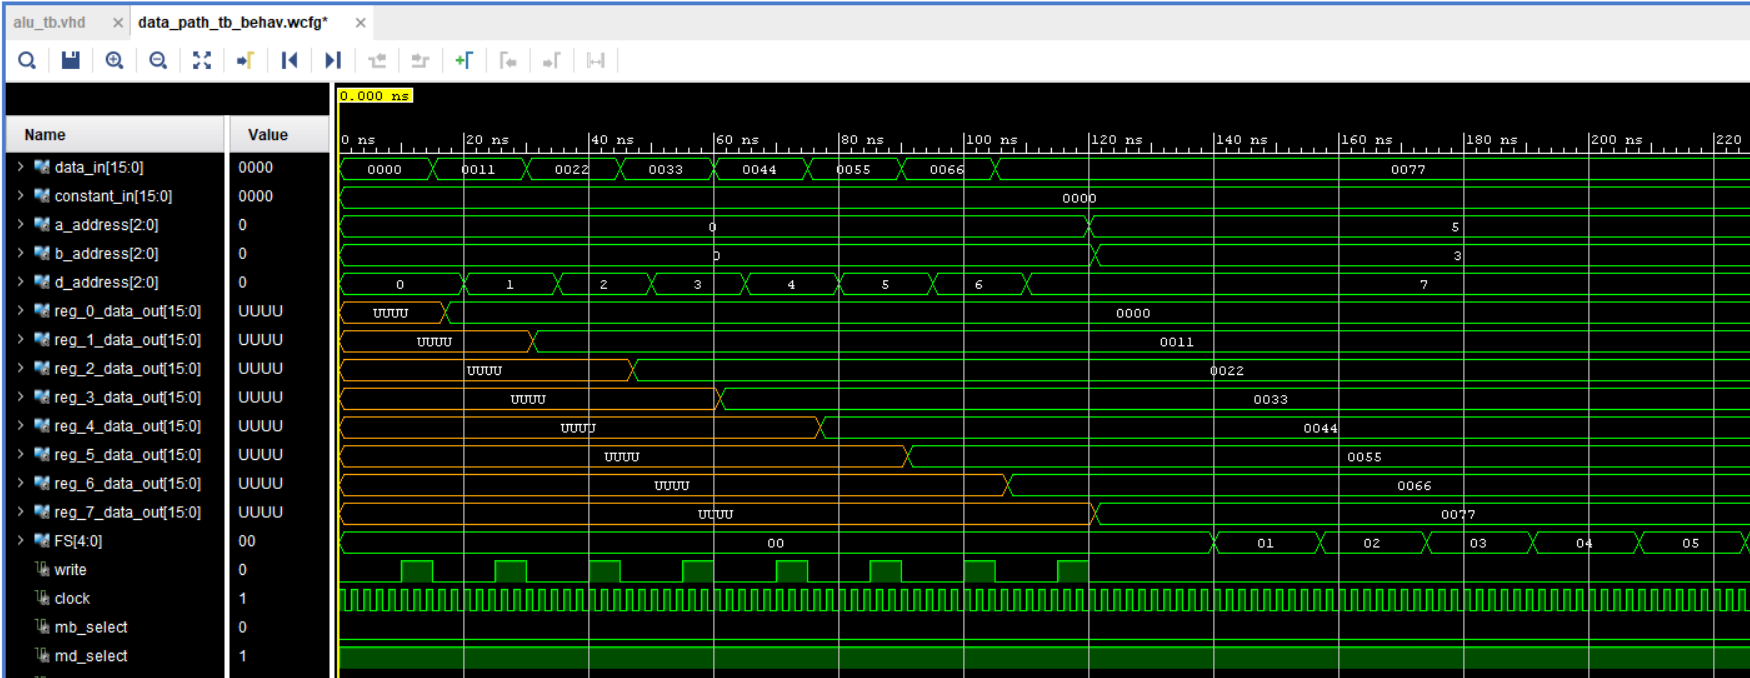 alu_tb.vhd × data_path_tb_behav.wcfg* ×
0.000 ns
Name Value
0 ns 20 ns 40 ns 60 ns 80 ns 100 ns 120 ns 140 ns 160 ns 180 ns 200 ns 220
data_in[15:0] 0000 0000 0011 0022 0033 0044 0055 0066 0077
constant_in[15:0] 0000 0000
a_address[2:0] 0 0 5
b_address[2:0] 0 0 3
d_address[2:0] 0 0 1 2 3 4 5 6 7
reg_0_data_out[15:0] UUUU UUUU 0000
reg_1_data_out[15:0] UUUU UUUU 0011
reg_2_data_out[15:0] UUUU UUUU 0022
reg_3_data_out[15:0] UUUU UUUU 0033
reg_4_data_out[15:0] UUUU UUUU 0044
reg_5_data_out[15:0] UUUU UUUU 0055
reg_6_data_out[15:0] UUUU UUUU 0066
reg_7_data_out[15:0] UUUU UUUU 0077
FS[4:0] 00 00 01 02 03 04 05
write 0
clock 1
mb_select 0
md_select 1